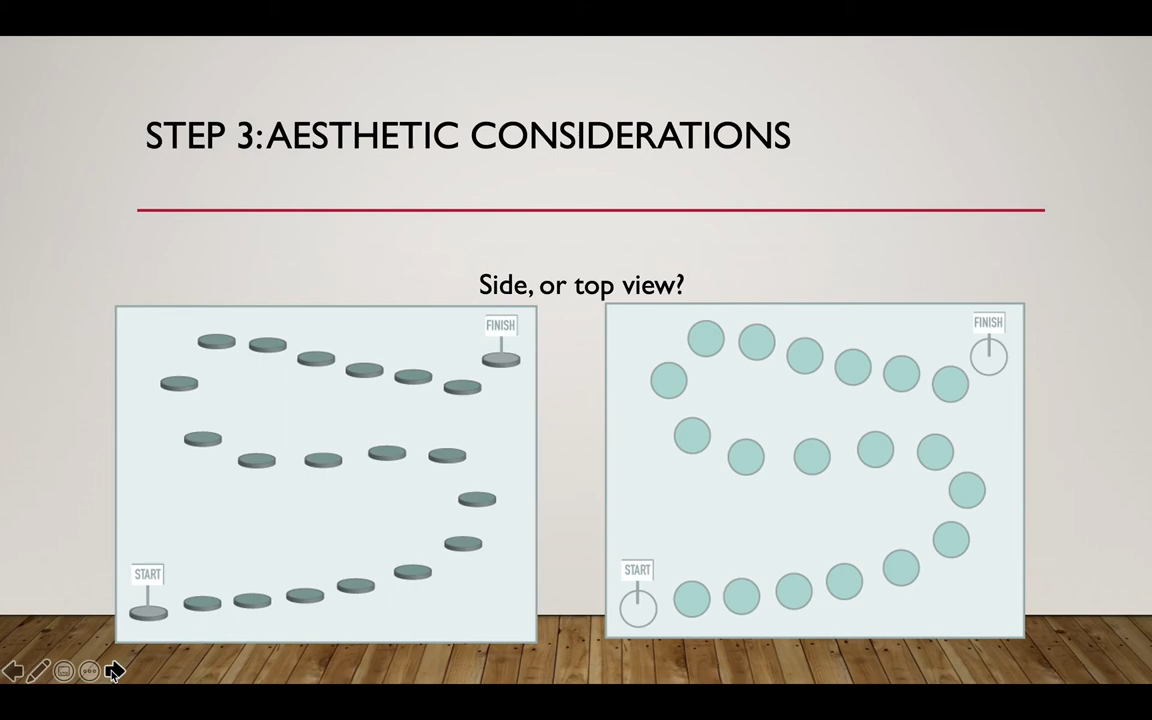 STEP 3: AESTHETIC CONSIDERATIONS
Side, or top view?
FINISH
START
FINISH
START